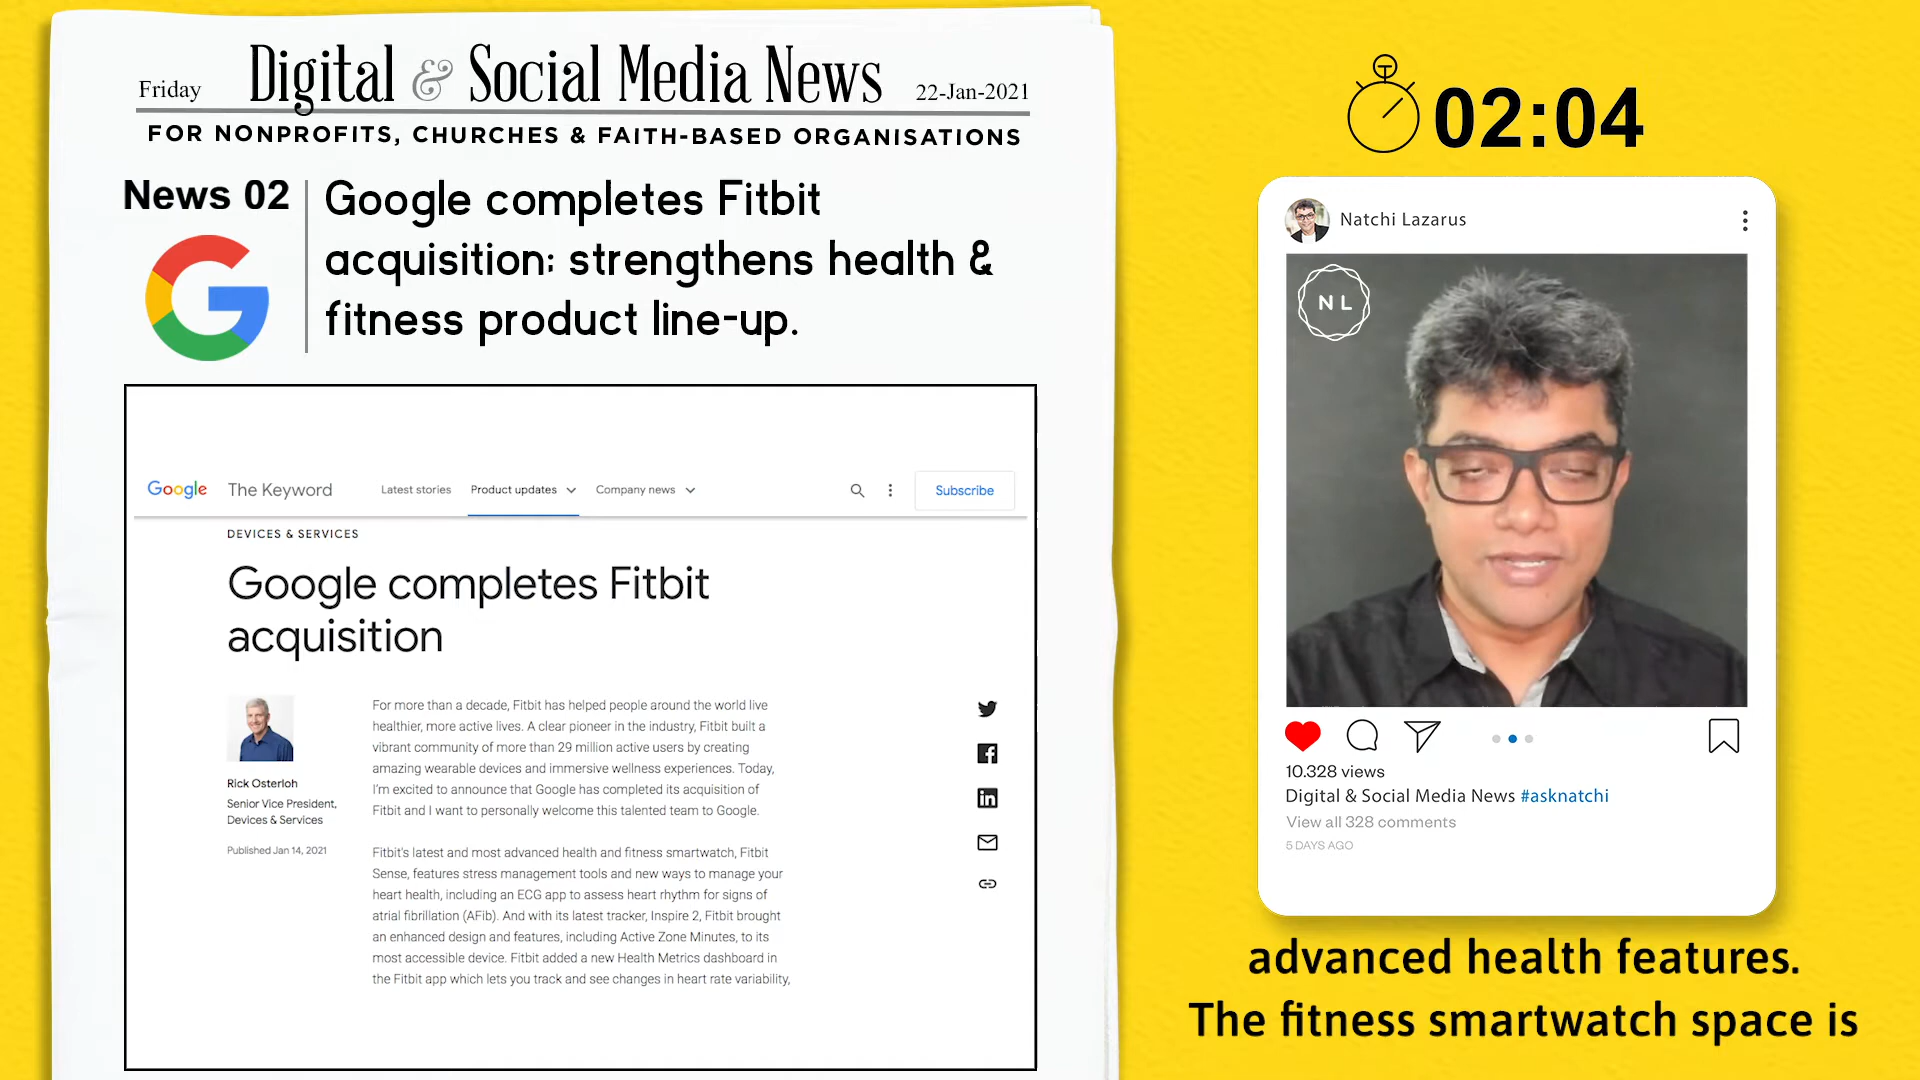 Friday
Digital & Social Media News
22-Jan-2021
FOR NONPROFITS, CHURCHES & FAITH-BASED ORGANISATIONS
News 02
Google completes Fitbit
acquisition: strengthens health &
fitness product line-up.
Google
The Keyword
Latest stories
Product updates
Company news
Subscribe
DEVICES & SERVICES
Google completes Fitbit
acquisition
Rick Osterloh
Senior Vice President,
Devices & Services
Published Jan 14, 2021
For more than a decade, Fitbit has helped people around the world live
healthier, more active lives. A clear pioneer in the industry, Fitbit built a
vibrant community of more than 29 million active users by creating
amazing wearable devices and immersive wellness experiences. Today,
I'm excited to announce that Google has completed its acquisition of
Fitbit and I want to personally welcome this talented team to Google.
Fitbit's latest and most advanced health and fitness smartwatch, Fitbit
Sense, features stress management tools and new ways to manage your
heart health, including an ECG app to assess heart rhythm for signs of
atrial fibrillation (AFib). And with its latest tracker, Inspire 2, Fitbit brought
an enhanced design and features, including Active Zone Minutes, to its
most accessible device. Fitbit added a new Health Metrics dashboard in
the Fitbit app which lets you track and see changes in heart rate variability,
02:04
Natchi Lazarus
NL
10.328 views
Digital & Social Media News #asknatchi
View all 328 comments
5 DAYS AGO
advanced health features.
The fitness smartwatch space is